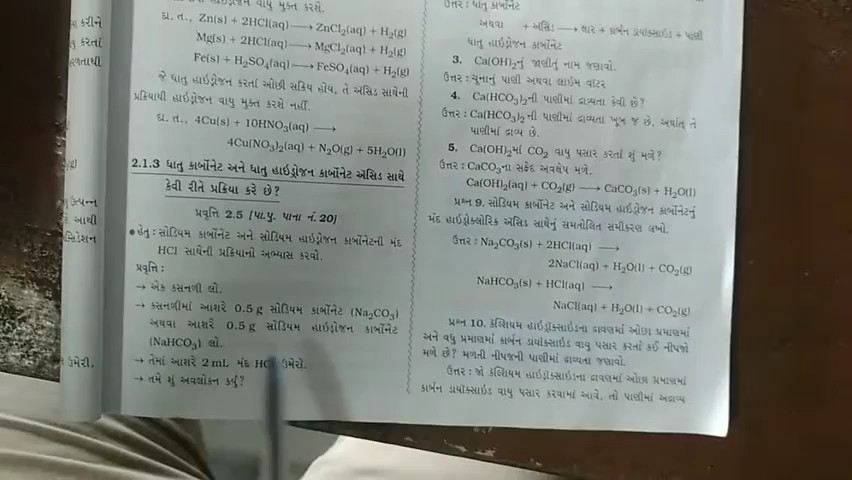 વા કરીને
હાઇડ્રોજન વાયુ મુક્ત કરશે.
દા. ત., Zn(s) + 2HCl(aq) ⟶ ZnCl₂(aq) + H₂(g)
Mg(s) + 2HCl(aq) ⟶ MgCl₂(aq) + H₂(g)
Fe(s) + H₂SO₄(aq) ⟶ FeSO₄(aq) + H₂(g)
જે ધાતુ હાઇડ્રોજન કરતાં ઓછી સક્રિય હોય, તે ઍસિડ સાથેની
પ્રક્રિયાથી હાઇડ્રોજન વાયુ મુક્ત કરશે નહીં.
દા. ત., 4Cu(s) + 10HNO₃(aq) ⟶
4Cu(NO₃)₂(aq) + N₂O(g) + 5H₂O(l)
2.1.3 ધાતુ કાર્બોનેટ અને ધાતુ હાઇડ્રોજન કાર્બોનેટ ઍસિડ સાથે
કેવી રીતે પ્રક્રિયા કરે છે?
પ્રવૃત્તિ 2.5 [પા.પુ. પાના નં. 20]
• હેતુ : સોડિયમ કાર્બોનેટ અને સોડિયમ હાઇડ્રોજન કાર્બોનેટની મંદ
HCl સાથેની પ્રક્રિયાનો અભ્યાસ કરવો.
પ્રવૃત્તિ :
→ એક કસનળી લો.
→ કસનળીમાં આશરે 0.5 g સોડિયમ કાર્બોનેટ (Na₂CO₃)
અથવા આશરે 0.5 g સોડિયમ હાઇડ્રોજન કાર્બોનેટ
(NaHCO₃) લો.
→ તેમાં આશરે 2 mL મંદ HCl ઉમેરો.
→ તમે શું અવલોકન કર્યું?
ઉત્તર : ધાતુ કાર્બોનેટ
અથવા + ઍસિડ ⟶ ક્ષાર + કાર્બન ડાયૉક્સાઇડ + પાણી
ધાતુ હાઇડ્રોજન કાર્બોનેટ
3. Ca(OH)₂નું જાણીતું નામ જણાવો.
ઉત્તર : ચૂનાનું પાણી અથવા લાઇમ વૉટર
4. Ca(HCO₃)₂ની પાણીમાં દ્રાવ્યતા કેવી છે?
ઉત્તર : Ca(HCO₃)₂ની પાણીમાં દ્રાવ્યતા ખૂબ જ છે. અર્થાત્ તે
પાણીમાં દ્રાવ્ય છે.
5. Ca(OH)₂માં CO₂ વાયુ પસાર કરતાં શું મળે?
ઉત્તર : CaCO₃ના સફેદ અવક્ષેપ મળે.
Ca(OH)₂(aq) + CO₂(g) ⟶ CaCO₃(s) + H₂O(l)
પ્રશ્ન 9. સોડિયમ કાર્બોનેટ અને સોડિયમ હાઇડ્રોજન કાર્બોનેટનું
મંદ હાઇડ્રોક્લોરિક ઍસિડ સાથેનું સમતોલિત સમીકરણ લખો.
ઉત્તર : Na₂CO₃(s) + 2HCl(aq) ⟶
2NaCl(aq) + H₂O(l) + CO₂(g)
NaHCO₃(s) + HCl(aq) ⟶
NaCl(aq) + H₂O(l) + CO₂(g)
પ્રશ્ન 10. કૅલ્શિયમ હાઇડ્રૉક્સાઇડના દ્રાવણમાં ઓછા પ્રમાણમાં
અને વધુ પ્રમાણમાં કાર્બન ડાયૉક્સાઇડ વાયુ પસાર કરતાં કઈ નીપજો
મળે છે? મળતી નીપજની પાણીમાં દ્રાવ્યતા જણાવો.
ઉત્તર : જો કૅલ્શિયમ હાઇડ્રૉક્સાઇડના દ્રાવણમાં ઓછા પ્રમાણમાં
કાર્બન ડાયૉક્સાઇડ વાયુ પસાર કરવામાં આવે, તો પાણીમાં અદ્રાવ્ય